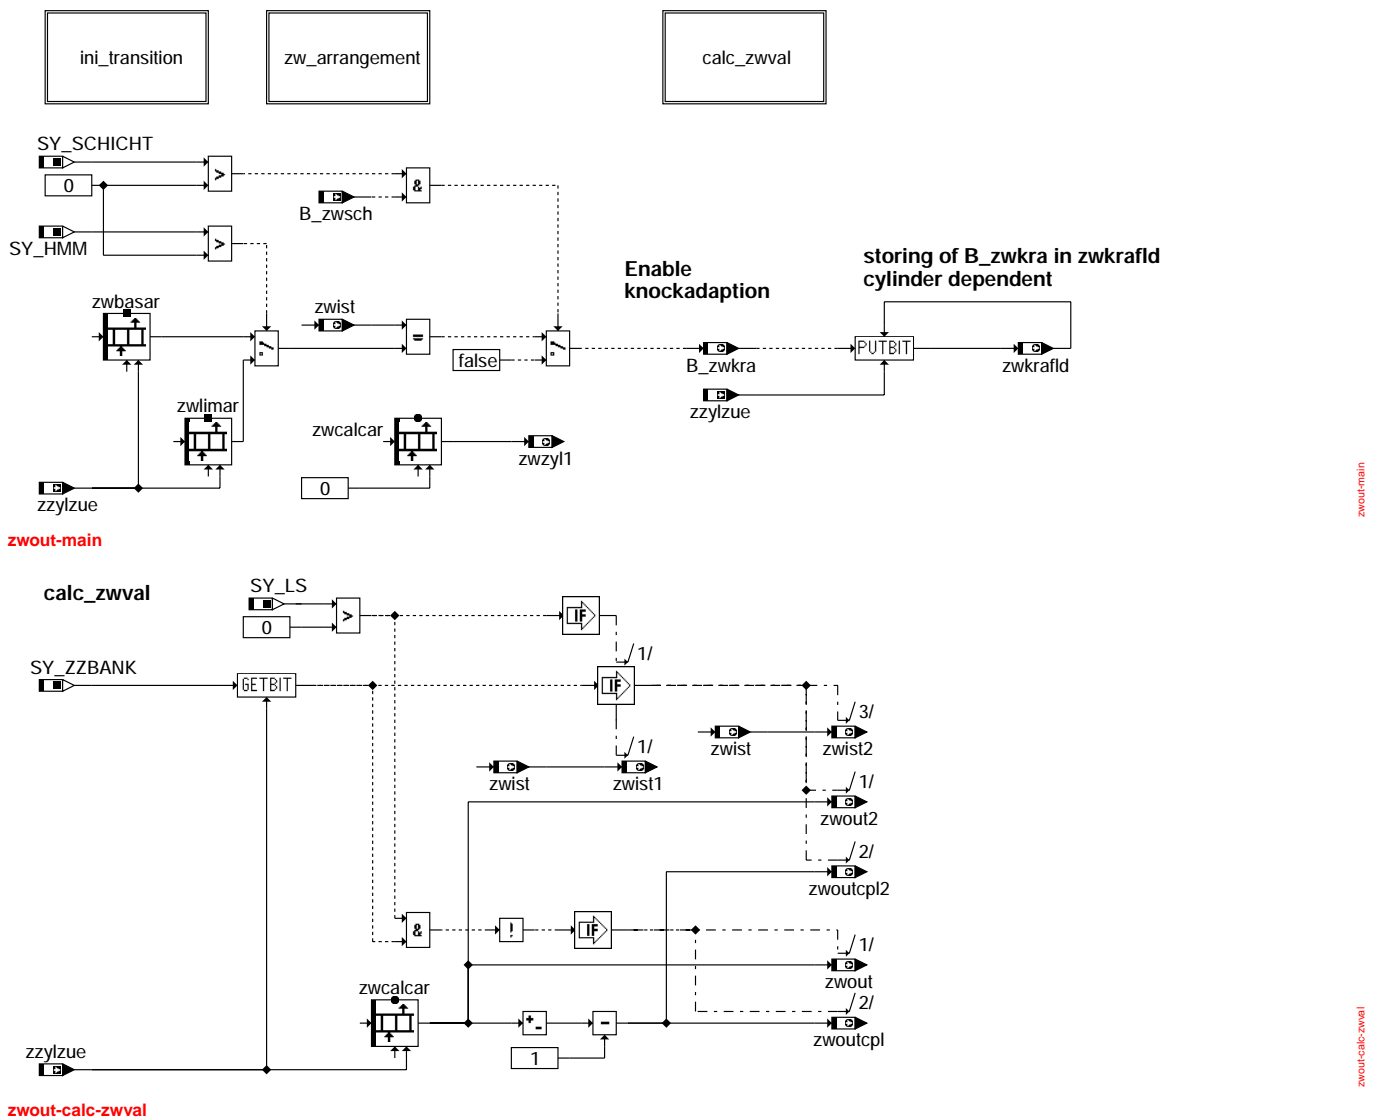 ini_transition
zw_arrangement
calc_zwval
SY_SCHICHT
>
0
&
B_zwsch
SY_HMM
>
storing of B_zwkra in zwkrafld
cylinder dependent
Enable
knockadaption
zwbasar
zwist
=
false
PUTBIT
B_zwkra
zwkrafld
zzylzue
zwlimar
zwcalcar
zwzyl1
0
zzylzue
zwout-main
zwout-main
calc_zwval
SY_LS
>
0
IF
/1/
SY_ZZBANK
GETBIT
IF
/3/
zwist
zwist2
/1/
zwist
zwist1
/1/
zwout2
/2/
zwoutcpl2
&
!
IF
/1/
zwout
zwcalcar
/2/
+-
-
zwoutcpl
1
zzylzue
zwout-calc-zwval
zwout-calc-zwval